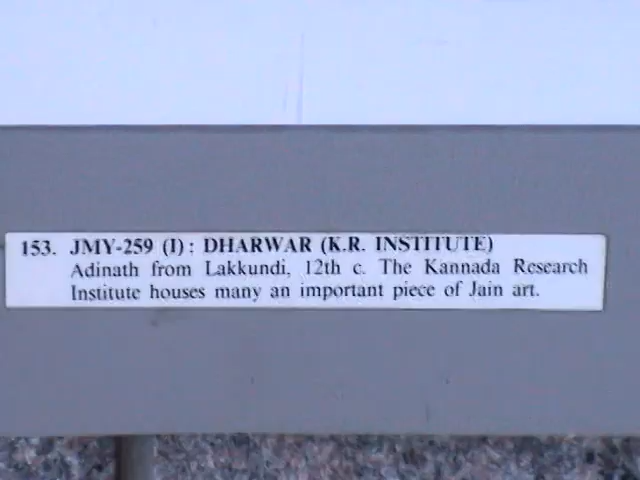 153. JMY-259 (I): DHARWAR (K.R. INSTITUTE)
Adinath from Lakkundi, 12th c. The Kannada Research
Institute houses many an important piece of Jain art.